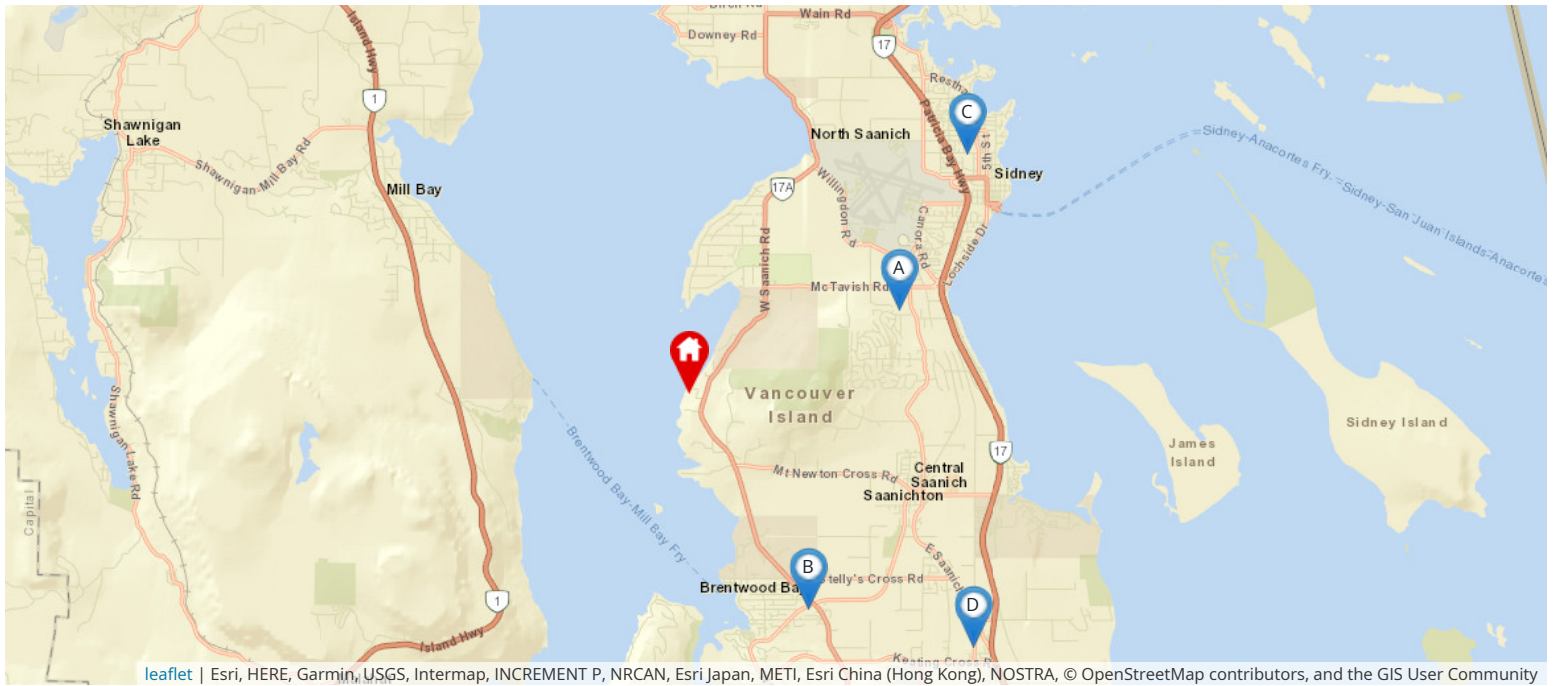 Birch Rd
Wain Rd
Downey Rd
Island Hwy
17
1
Restha
Shawnigan
Lake
C
North Saanich
Patricia Bay Hwy
5th St
Sidney-Anacortes Fry. – Sidney-San Juan Islands-Anacortes
Shawnigan Mill Bay Rd
Mill Bay
17A
Willingdon Rd
Sidney
Canora Rd
W Saanich Rd
Lochside Dr
A
McTavish Rd
Vancouver
Island
Shawnigan Lake Rd
Sidney Island
James
Island
Brentwood Bay-Mill Bay Fry
17
Mt Newton Cross Rd
Central
Saanich
Saanichton
Capital
E Saanich
B
Stelly's Cross Rd
Brentwood Bay
1
D
Island Hwy
Keating Cross R
Malahat
leaflet | Esri, HERE, Garmin, USGS, Intermap, INCREMENT P, NRCAN, Esri Japan, METI, Esri China (Hong Kong), NOSTRA, © OpenStreetMap contributors, and the GIS User Community